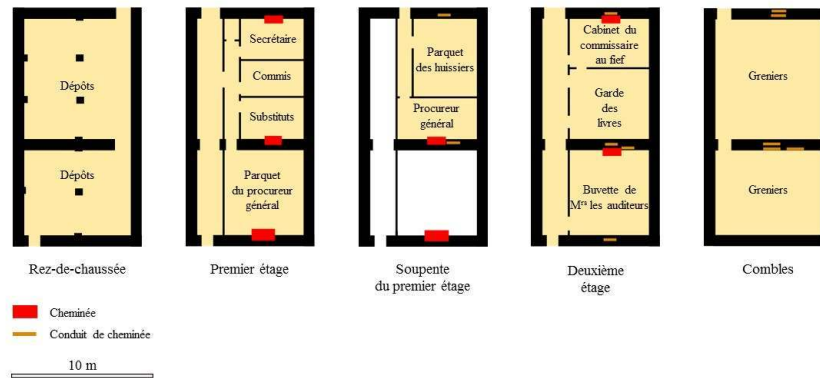 Dépôts
Dépôts
Rez-de-chaussée
Secrétaire
Commis
Substituts
Parquet
du procureur
général
Premier étage
Parquet
des huissiers
Procureur
général
Soupente
du premier étage
Cabinet du
commissaire
au fief
Garde
des
livres
Buvette de
Mrs les auditeurs
Deuxième
étage
Greniers
Greniers
Combles
Cheminée
Conduit de cheminée
10 m